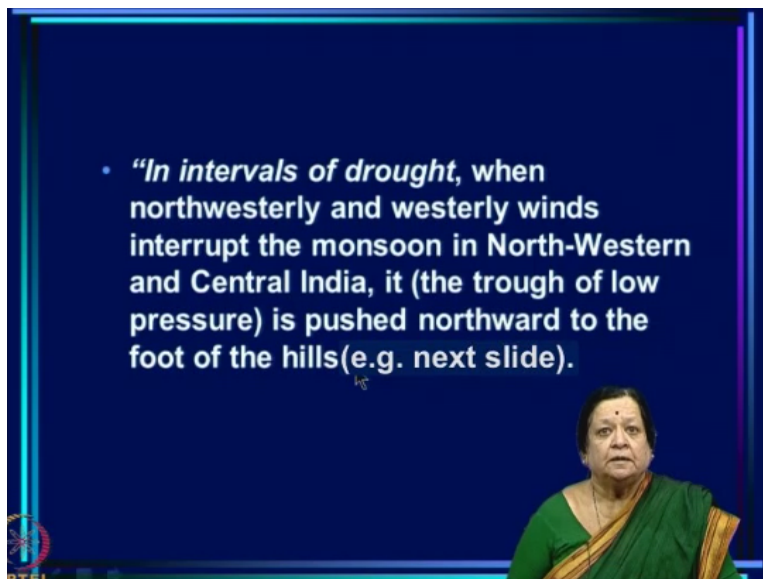 • “In intervals of drought, when
northwesterly and westerly winds
interrupt the monsoon in North-Western
and Central India, it (the trough of low
pressure) is pushed northward to the
foot of the hills(e.g. next slide).